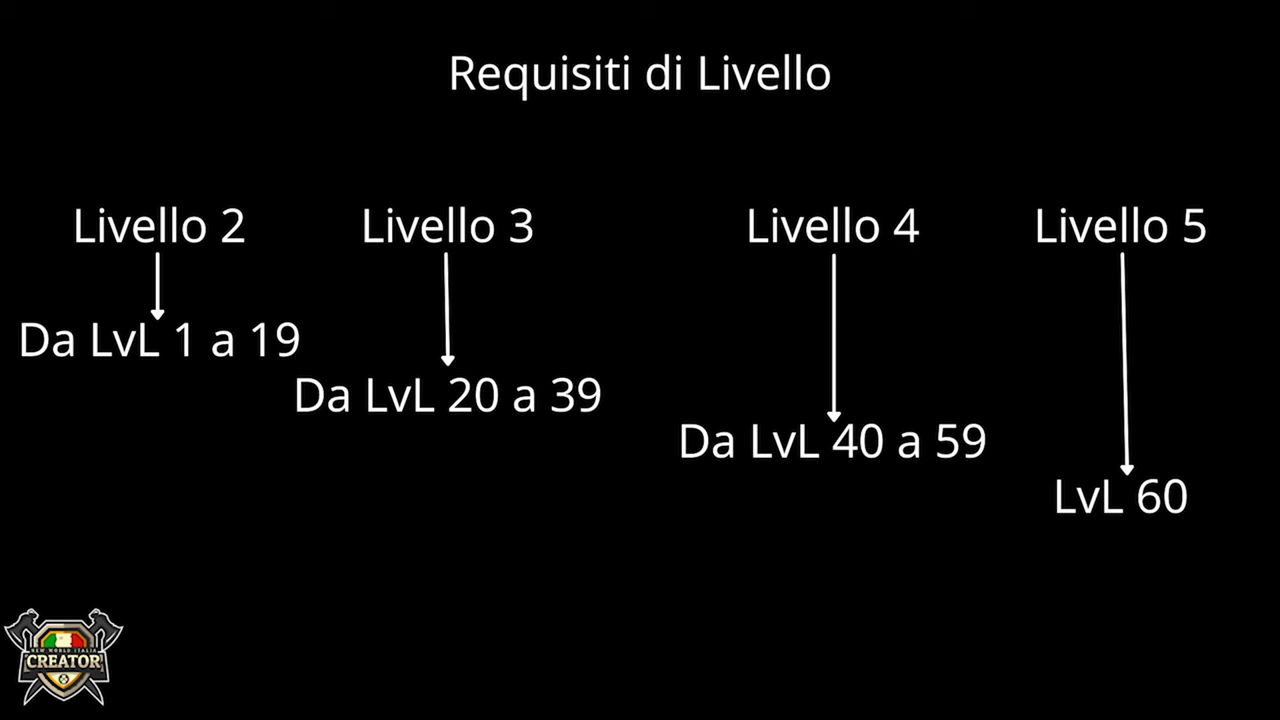 Requisiti di Livello
Livello 2
Livello 3
Livello 4
Livello 5
Da LvL 1 a 19
Da LvL 20 a 39
Da LvL 40 a 59
LvL 60
NEW WORLD ITALIA
CREATOR